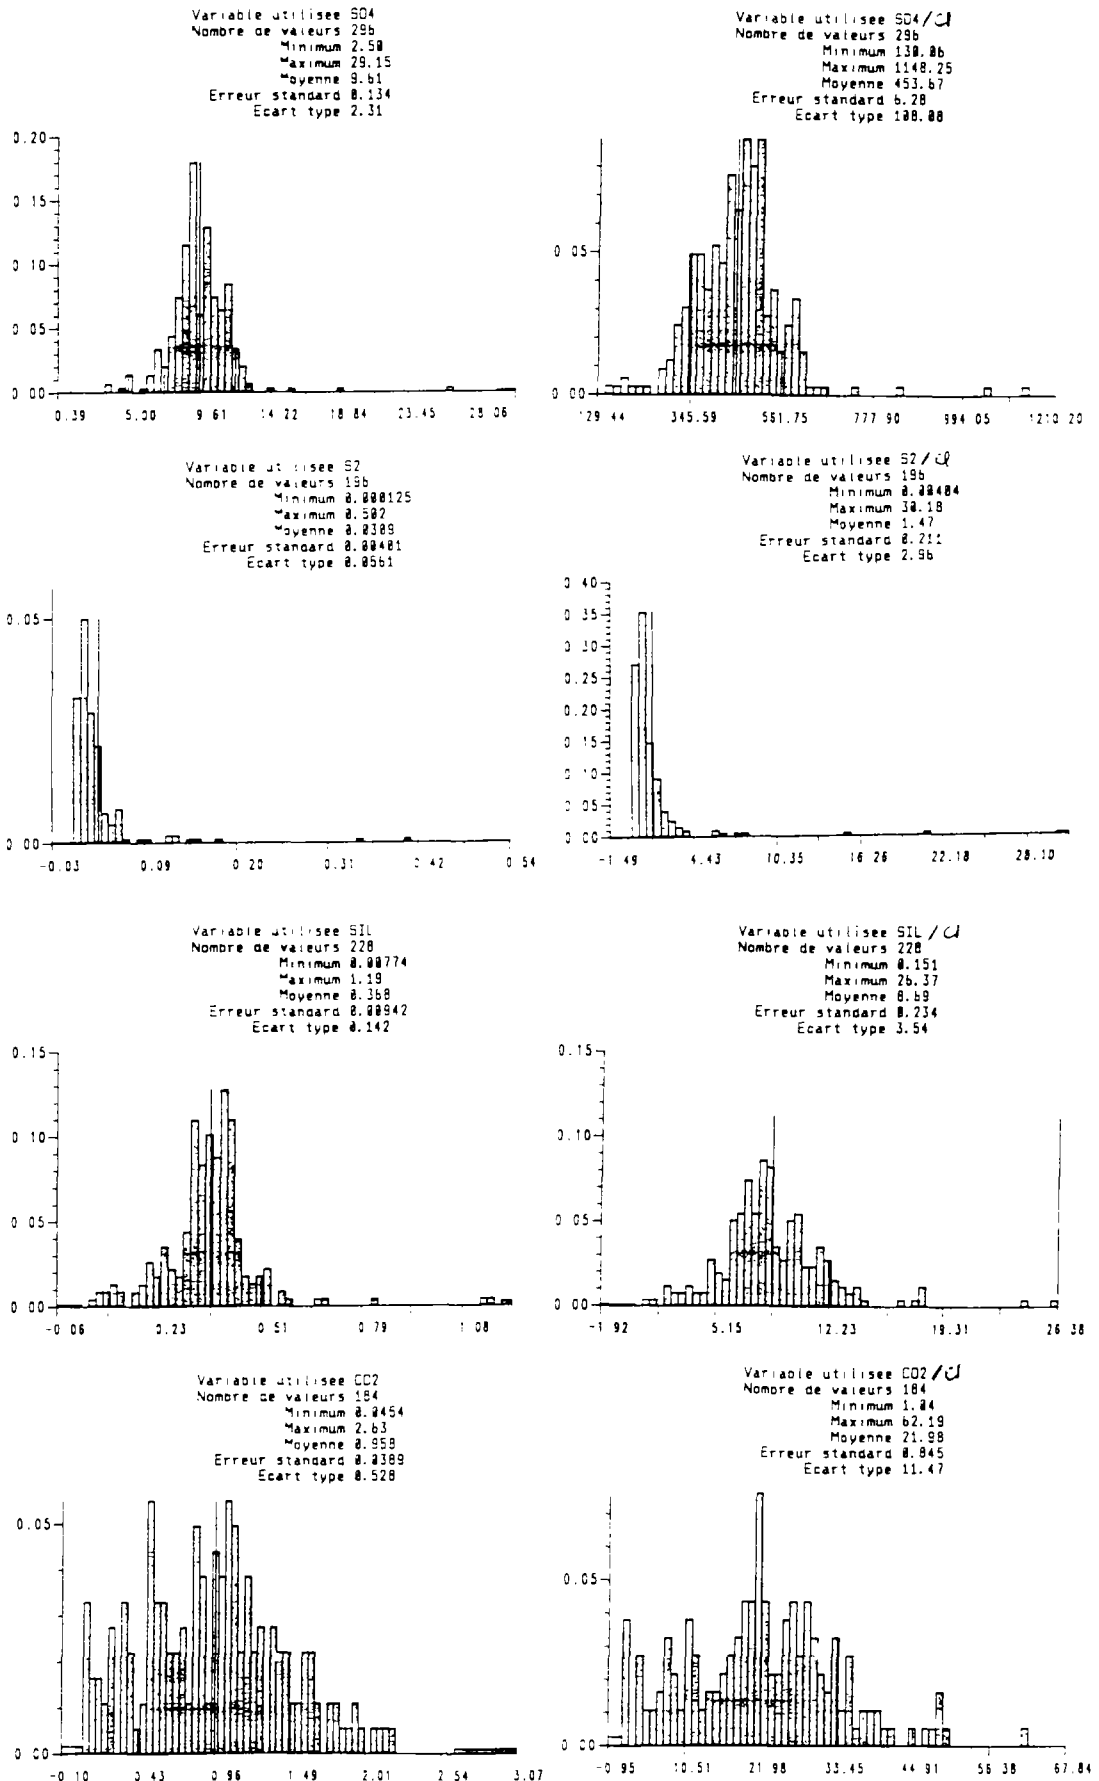 Variable utilisee SO4
Nombre de valeurs 296
Minimum 2.50
Maximum 29.15
Moyenne 9.61
Erreur standard 0.134
Ecart type 2.31
0.20
0.15
0.10
0.05
0.00
0.39 5.00 9.61 14.22 18.84 23.45 28.06
Variable utilisee SO4/Cl
Nombre de valeurs 296
Minimum 130.06
Maximum 1148.25
Moyenne 453.67
Erreur standard 6.28
Ecart type 108.08
0.05
0.00
129.44 345.59 561.75 777.90 994.05 1210.20
Variable utilisee S2
Nombre de valeurs 196
Minimum 0.000125
Maximum 0.502
Moyenne 0.0309
Erreur standard 0.00401
Ecart type 0.0561
0.05
0.00
-0.03 0.09 0.20 0.31 0.42 0.54
Variable utilisee S2/Cl
Nombre de valeurs 196
Minimum 0.00404
Maximum 30.18
Moyenne 1.47
Erreur standard 0.211
Ecart type 2.96
0.40
0.35
0.30
0.25
0.20
0.15
0.10
0.05
0.00
-1.49 4.43 10.35 16.26 22.18 28.10
Variable utilisee SIL
Nombre de valeurs 228
Minimum 0.00774
Maximum 1.19
Moyenne 0.368
Erreur standard 0.00942
Ecart type 0.142
0.15
0.10
0.05
0.00
-0.06 0.23 0.51 0.79 1.08
Variable utilisee SIL/Cl
Nombre de valeurs 228
Minimum 0.151
Maximum 26.37
Moyenne 8.69
Erreur standard 0.234
Ecart type 3.54
0.15
0.10
0.05
0.00
-1.92 5.15 12.23 19.31 26.38
Variable utilisee CO2
Nombre de valeurs 184
Minimum 0.0454
Maximum 2.63
Moyenne 0.958
Erreur standard 0.0389
Ecart type 0.528
0.05
0.00
-0.10 0.43 0.96 1.49 2.01 2.54 3.07
Variable utilisee CO2/Cl
Nombre de valeurs 184
Minimum 1.04
Maximum 62.19
Moyenne 21.98
Erreur standard 0.845
Ecart type 11.47
0.05
0.00
-0.95 10.51 21.98 33.45 44.91 56.38 67.84